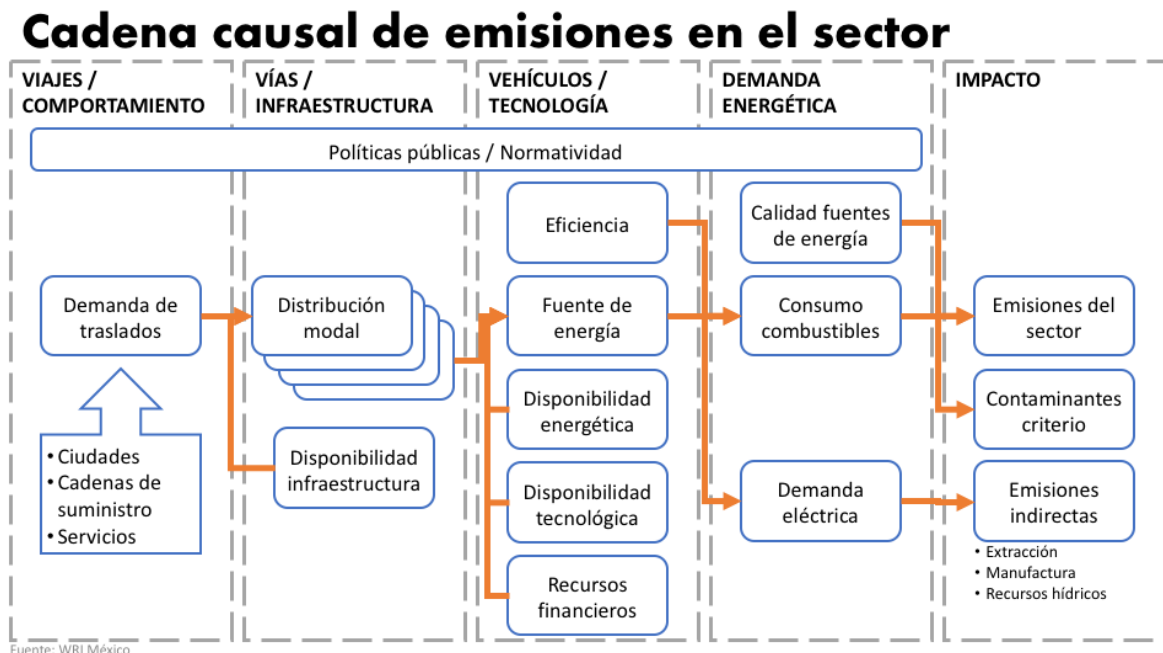 Cadena causal de emisiones en el sector
VIAJES /
COMPORTAMIENTO
VÍAS /
INFRAESTRUCTURA
VEHÍCULOS /
TECNOLOGÍA
DEMANDA
ENERGÉTICA
IMPACTO
Políticas públicas / Normatividad
Demanda de
traslados
• Ciudades
• Cadenas de
suministro
• Servicios
Distribución
modal
Disponibilidad
infraestructura
Eficiencia
Fuente de
energía
Disponibilidad
energética
Disponibilidad
tecnológica
Recursos
financieros
Calidad fuentes
de energía
Consumo
combustibles
Demanda
eléctrica
Emisiones del
sector
Contaminantes
criterio
Emisiones
indirectas
• Extracción
• Manufactura
• Recursos hídricos
Fuente: WRI México